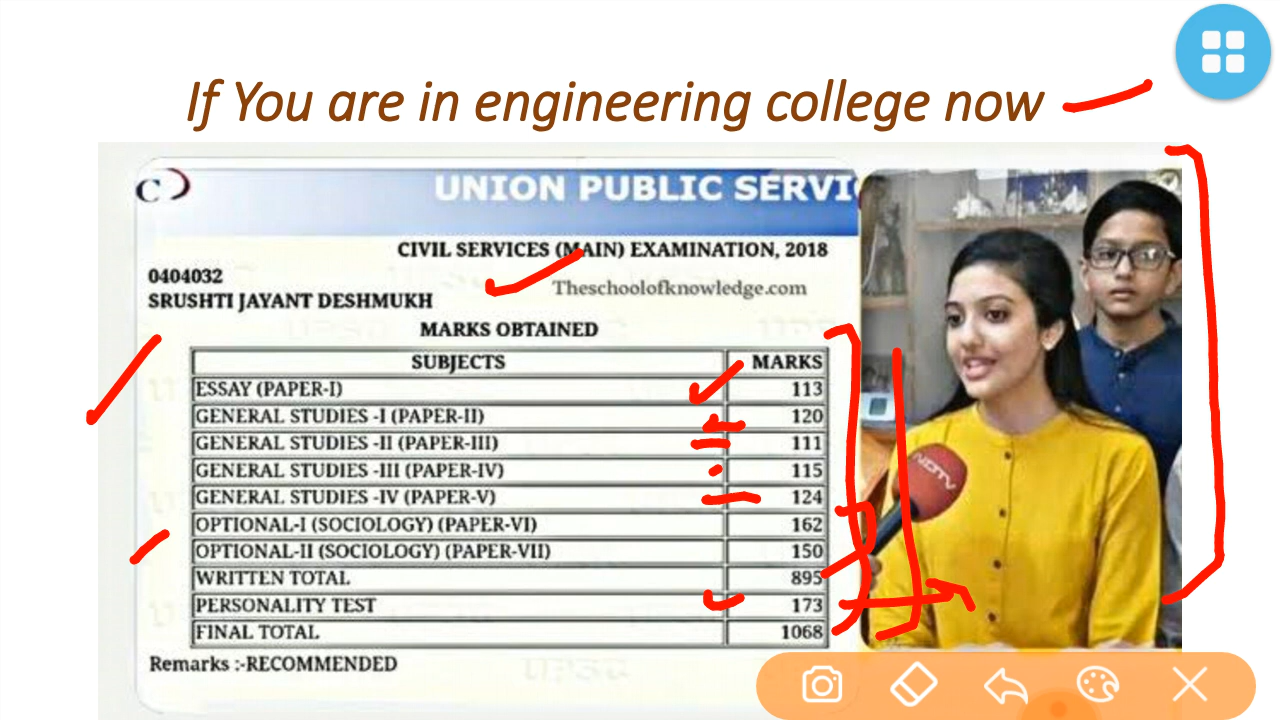 If You are in engineering college now
C
UNION PUBLIC SERVI
CIVIL SERVICES (MAIN) EXAMINATION, 2018
0404032
Theschoolofknowledge.com
SRUSHTI JAYANT DESHMUKH
MARKS OBTAINED
SUBJECTS MARKS
ESSAY (PAPER-I) 113
GENERAL STUDIES -I (PAPER-II) 120
GENERAL STUDIES -II (PAPER-III) 111
GENERAL STUDIES -III (PAPER-IV) 115
GENERAL STUDIES -IV (PAPER-V) 124
OPTIONAL-I (SOCIOLOGY) (PAPER-VI) 162
OPTIONAL-II (SOCIOLOGY) (PAPER-VII) 150
WRITTEN TOTAL 895
PERSONALITY TEST 173
FINAL TOTAL 1068
Remarks :-RECOMMENDED
NDTV